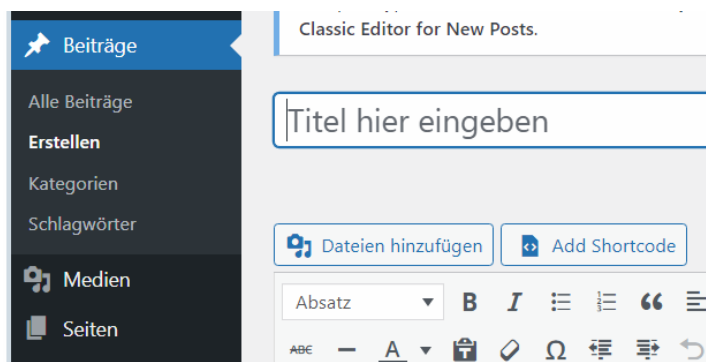 Classic Editor for New Posts.
Beiträge
Alle Beiträge
Erstellen
Kategorien
Schlagwörter
Medien
Seiten
Titel hier eingeben
Dateien hinzufügen
Add Shortcode
Absatz
B I
ABC A Ω